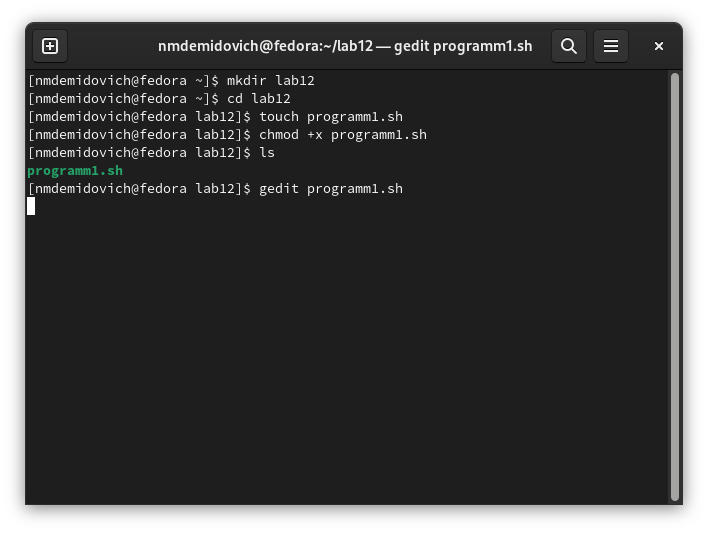 nmdemidovich@fedora:~/lab12 — gedit programm1.sh
[nmdemidovich@fedora ~]$ mkdir lab12
[nmdemidovich@fedora ~]$ cd lab12
[nmdemidovich@fedora lab12]$ touch programm1.sh
[nmdemidovich@fedora lab12]$ chmod +x programm1.sh
[nmdemidovich@fedora lab12]$ ls
programm1.sh
[nmdemidovich@fedora lab12]$ gedit programm1.sh